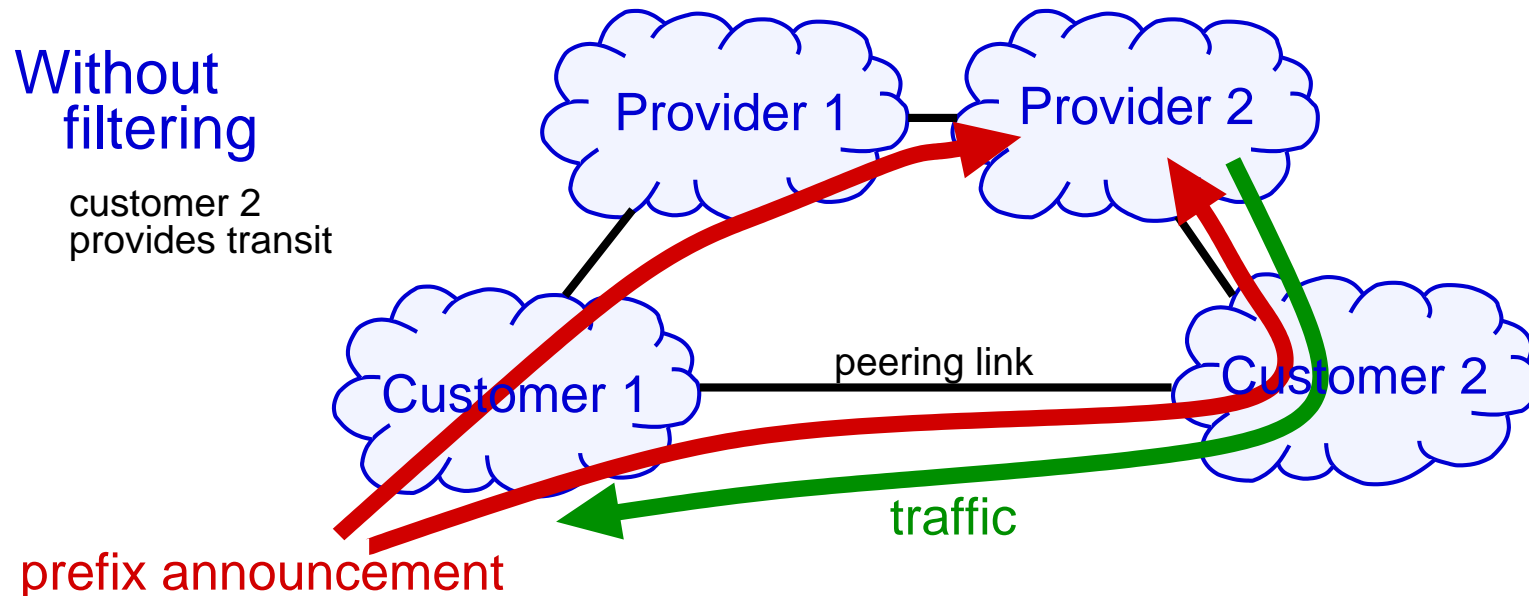 Without
filtering
customer 2
provides transit
Provider 1
Provider 2
Customer 1
peering link
Customer 2
traffic
prefix announcement